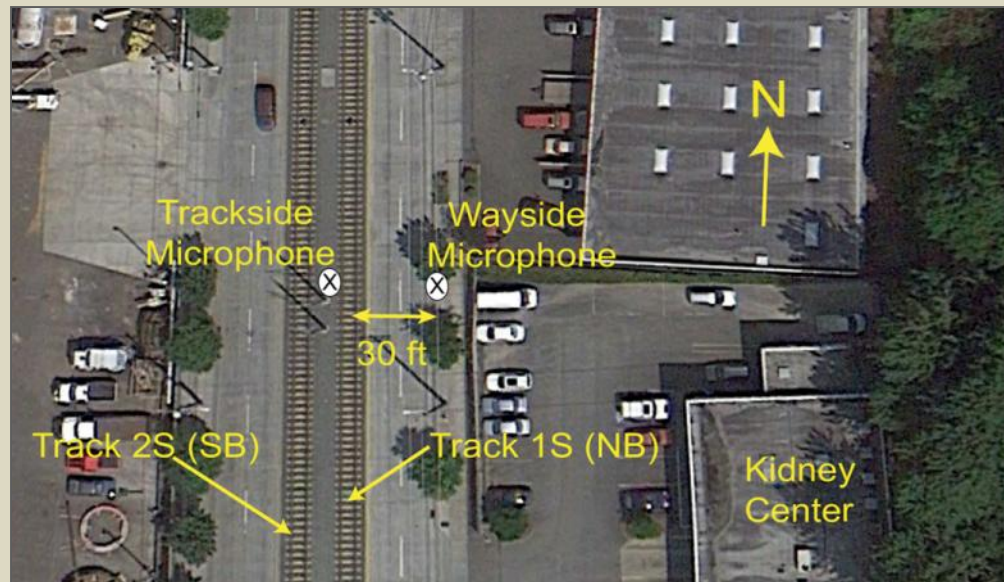 N
Trackside
Microphone
Wayside
Microphone
X
X
30 ft
Track 2S (SB)
Track 1S (NB)
Kidney
Center